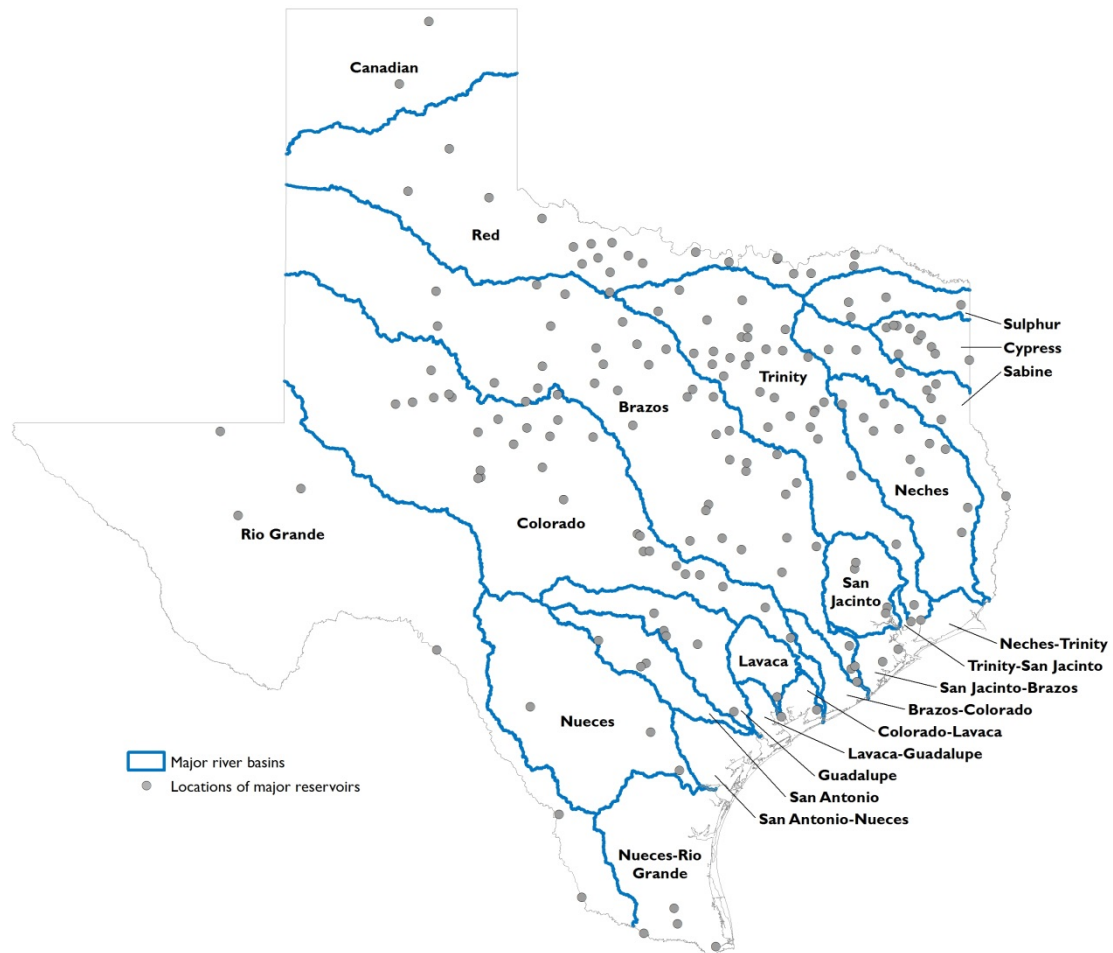 Canadian
Red
Sulphur
Cypress
Sabine
Trinity
Brazos
Neches
Colorado
Rio Grande
San
Jacinto
Neches-Trinity
Lavaca
Trinity-San Jacinto
San Jacinto-Brazos
Brazos-Colorado
Nueces
Colorado-Lavaca
Lavaca-Guadalupe
Major river basins
Guadalupe
Locations of major reservoirs
San Antonio
San Antonio-Nueces
Nueces-Rio
Grande